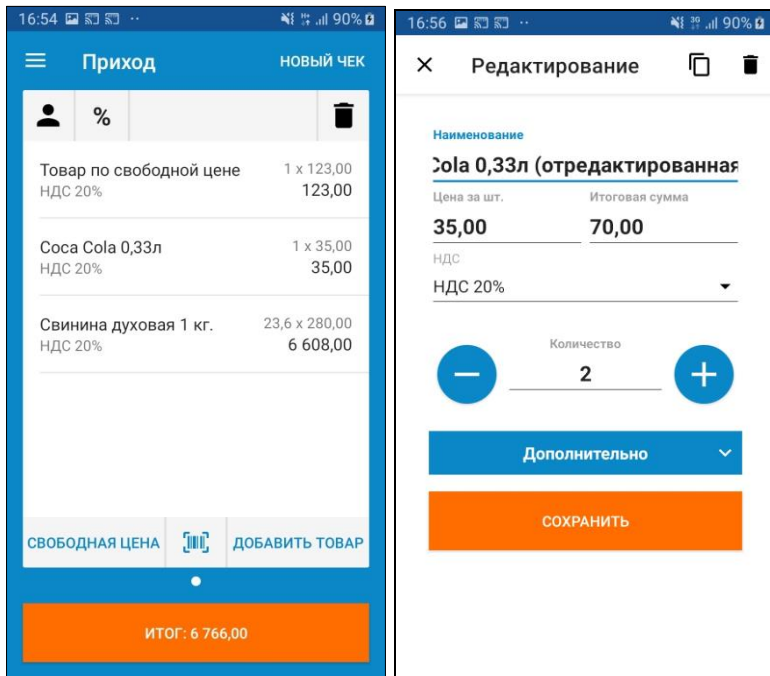 16:54 90%
Приход НОВЫЙ ЧЕК
%
Товар по свободной цене 1 x 123,00
НДС 20% 123,00
Coca Cola 0,33л 1 x 35,00
НДС 20% 35,00
Свинина духовая 1 кг. 23,6 x 280,00
НДС 20% 6 608,00
СВОБОДНАЯ ЦЕНА ДОБАВИТЬ ТОВАР
ИТОГ: 6 766,00
16:56 90%
Редактирование
Наименование
Cola 0,33л (отредактированная
Цена за шт. Итоговая сумма
35,00 70,00
НДС
НДС 20%
Количество
2
Дополнительно
СОХРАНИТЬ